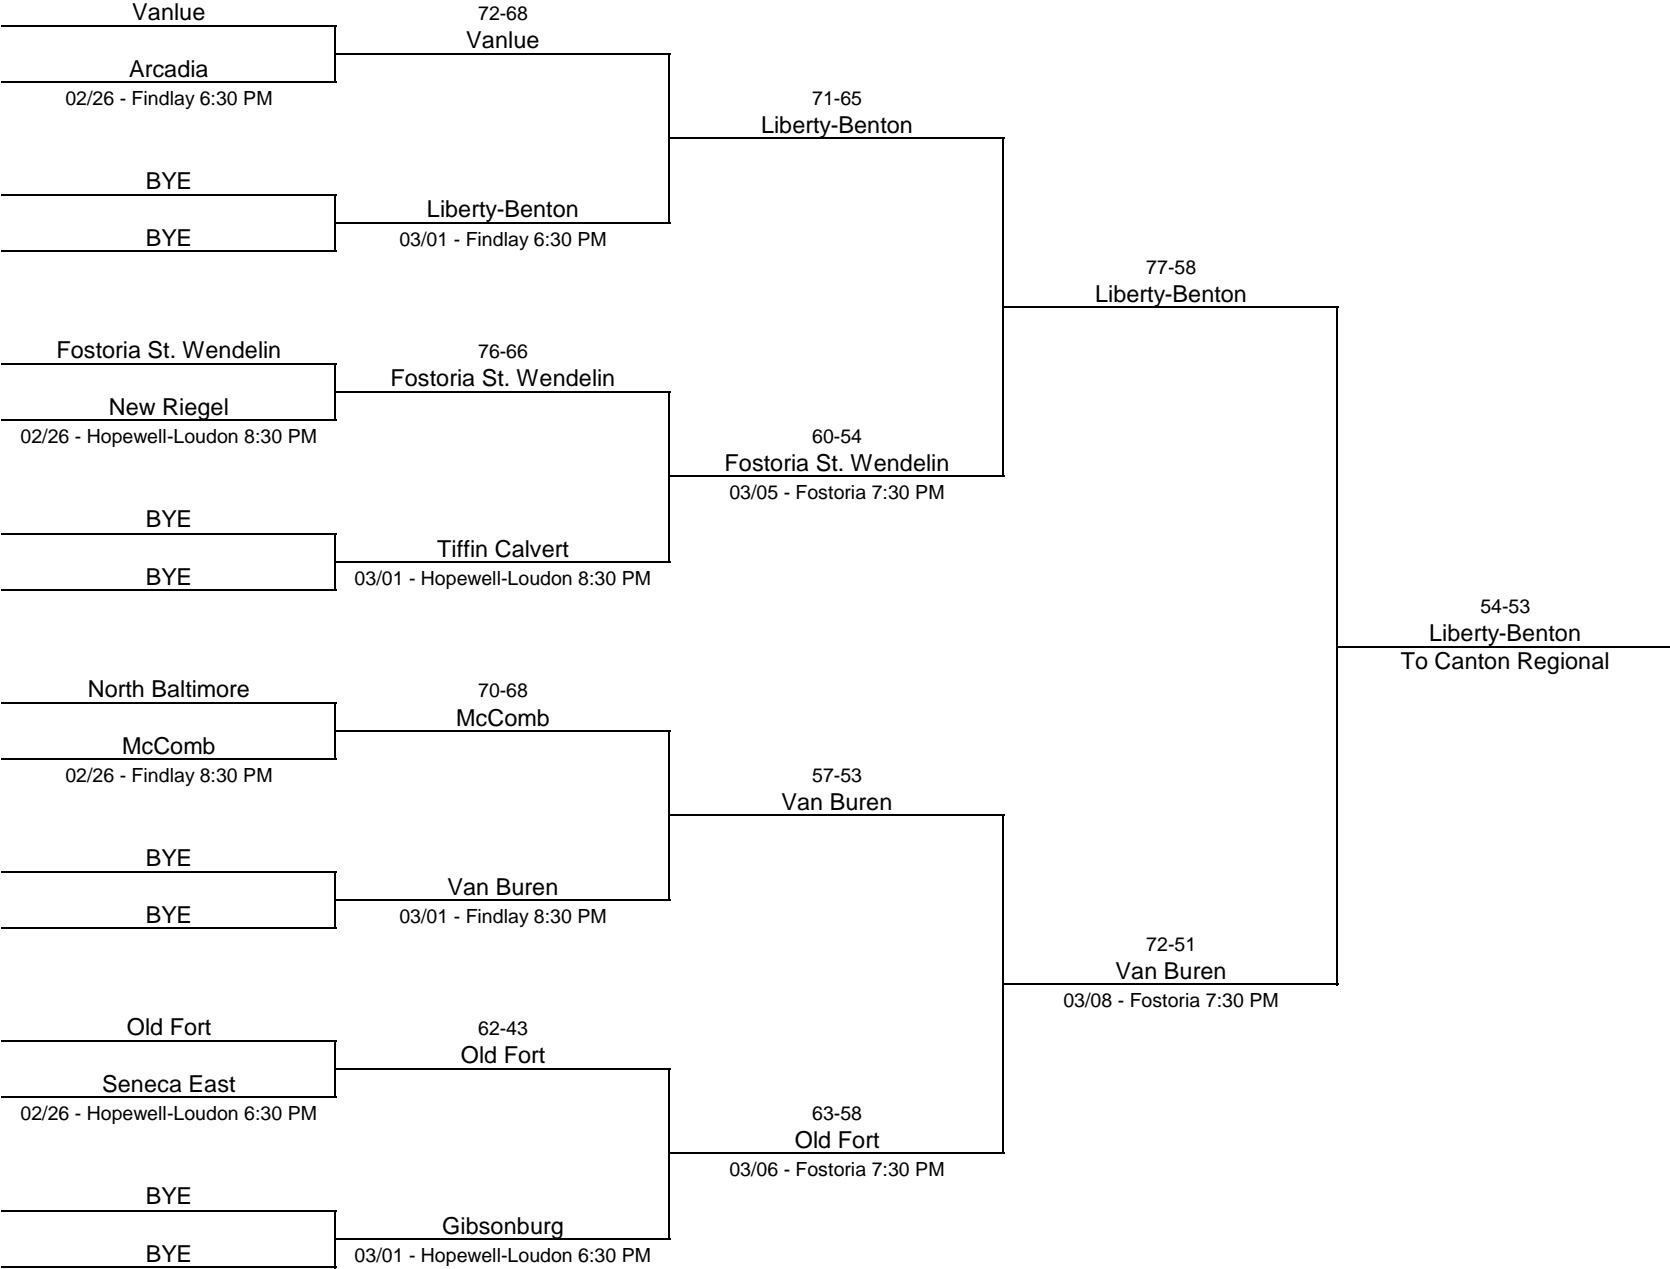 Vanlue
Arcadia
02/26 - Findlay 6:30 PM
BYE
BYE
Fostoria St. Wendelin
New Riegel
02/26 - Hopewell-Loudon 8:30 PM
BYE
BYE
North Baltimore
McComb
02/26 - Findlay 8:30 PM
BYE
BYE
Old Fort
Seneca East
02/26 - Hopewell-Loudon 6:30 PM
BYE
BYE
72-68
Vanlue
Liberty-Benton
03/01 - Findlay 6:30 PM
76-66
Fostoria St. Wendelin
Tiffin Calvert
03/01 - Hopewell-Loudon 8:30 PM
70-68
McComb
Van Buren
03/01 - Findlay 8:30 PM
62-43
Old Fort
Gibsonburg
03/01 - Hopewell-Loudon 6:30 PM
71-65
Liberty-Benton
60-54
Fostoria St. Wendelin
03/05 - Fostoria 7:30 PM
57-53
Van Buren
63-58
Old Fort
03/06 - Fostoria 7:30 PM
77-58
Liberty-Benton
72-51
Van Buren
03/08 - Fostoria 7:30 PM
54-53
Liberty-Benton
To Canton Regional